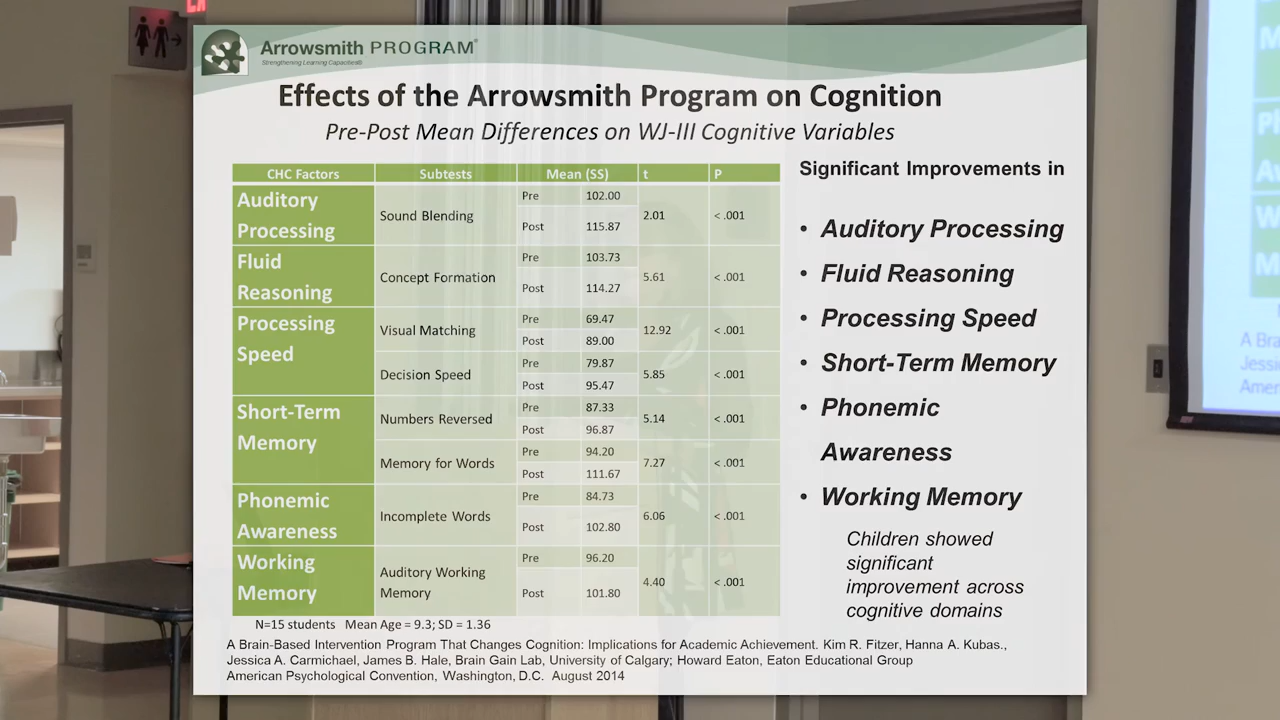 Arrowsmith PROGRAM®
Strengthening Learning Capacities®
Effects of the Arrowsmith Program on Cognition
Pre-Post Mean Differences on WJ-III Cognitive Variables
CHC Factors Subtests Mean (SS) t P
Auditory Processing Sound Blending Pre 102.00 2.01 < .001
Post 115.87
Fluid Reasoning Concept Formation Pre 103.73 5.61 < .001
Post 114.27
Processing Speed Visual Matching Pre 69.47 12.92 < .001
Post 89.00
Decision Speed Pre 79.87 5.85 < .001
Post 95.47
Short-Term Memory Numbers Reversed Pre 87.33 5.14 < .001
Post 96.87
Memory for Words Pre 94.20 7.27 < .001
Post 111.67
Phonemic Awareness Incomplete Words Pre 84.73 6.06 < .001
Post 102.80
Working Memory Auditory Working Memory Pre 96.20 4.40 < .001
Post 101.80
N=15 students Mean Age = 9.3; SD = 1.36
Significant Improvements in
• Auditory Processing
• Fluid Reasoning
• Processing Speed
• Short-Term Memory
• Phonemic
Awareness
• Working Memory
Children showed
significant
improvement across
cognitive domains
A Brain-Based Intervention Program That Changes Cognition: Implications for Academic Achievement. Kim R. Fitzer, Hanna A. Kubas.,
Jessica A. Carmichael, James B. Hale, Brain Gain Lab, University of Calgary; Howard Eaton, Eaton Educational Group
American Psychological Convention, Washington, D.C. August 2014